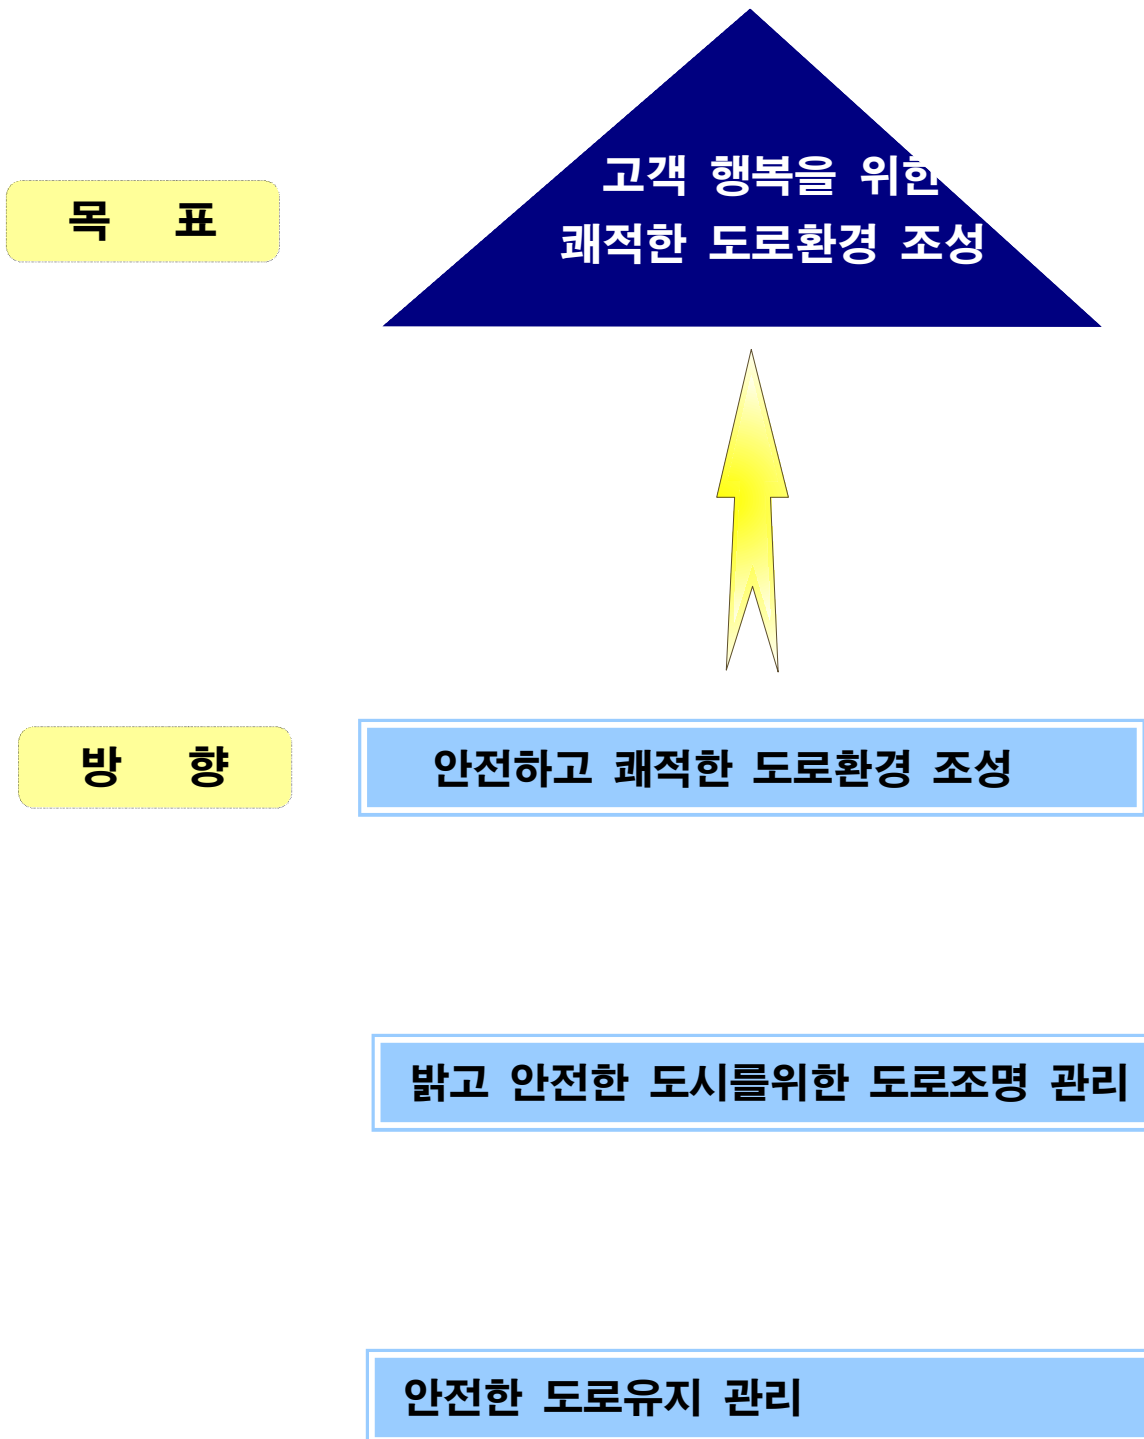 고객 행복을 위한
목 표
쾌적한 도로환경 조성
방 향
안전하고 쾌적한 도로환경 조성
밝고 안전한 도시를위한 도로조명 관리
안전한 도로유지 관리